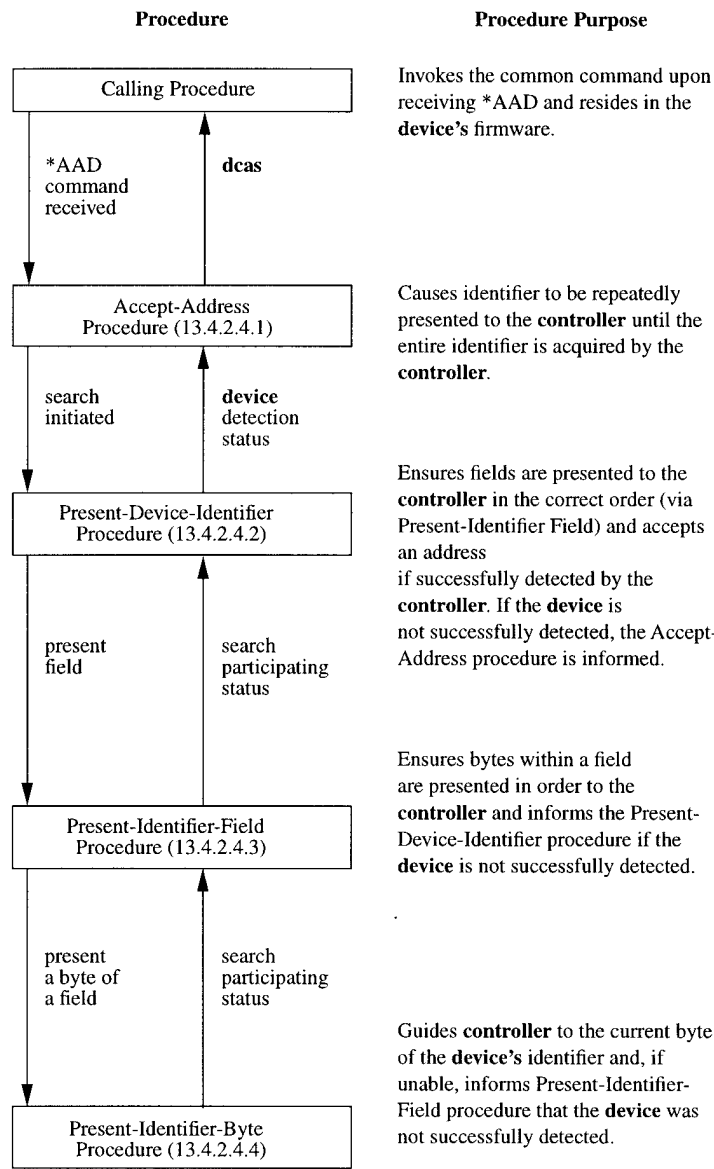 Procedure
Procedure Purpose
Calling Procedure
Invokes the common command upon
receiving *AAD and resides in the
device's firmware.
*AAD
command
received
dcas
Accept-Address
Procedure (13.4.2.4.1)
Causes identifier to be repeatedly
presented to the controller until the
entire identifier is acquired by the
controller.
search
initiated
device
detection
status
Present-Device-Identifier
Procedure (13.4.2.4.2)
Ensures fields are presented to the
controller in the correct order (via
Present-Identifier Field) and accepts
an address
if successfully detected by the
controller. If the device is
not successfully detected, the Accept-
Address procedure is informed.
present
field
search
participating
status
Present-Identifier-Field
Procedure (13.4.2.4.3)
Ensures bytes within a field
are presented in order to the
controller and informs the Present-
Device-Identifier procedure if the
device is not successfully detected.
present
a byte of
a field
search
participating
status
Present-Identifier-Byte
Procedure (13.4.2.4.4)
Guides controller to the current byte
of the device's identifier and, if
unable, informs Present-Identifier-
Field procedure that the device was
not successfully detected.